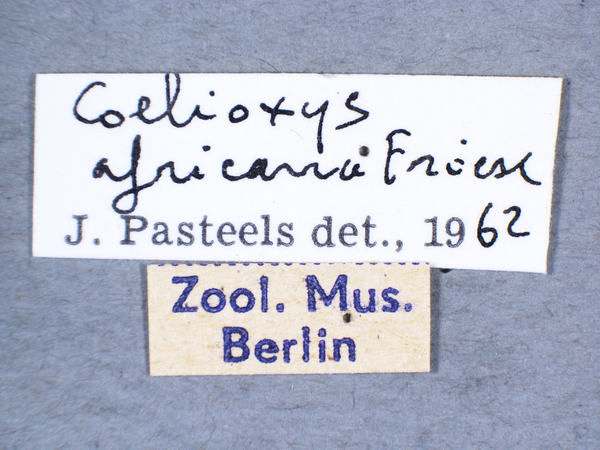 Coelioxys
africana Friese
J. Pasteels det., 1962
Zool. Mus.
Berlin